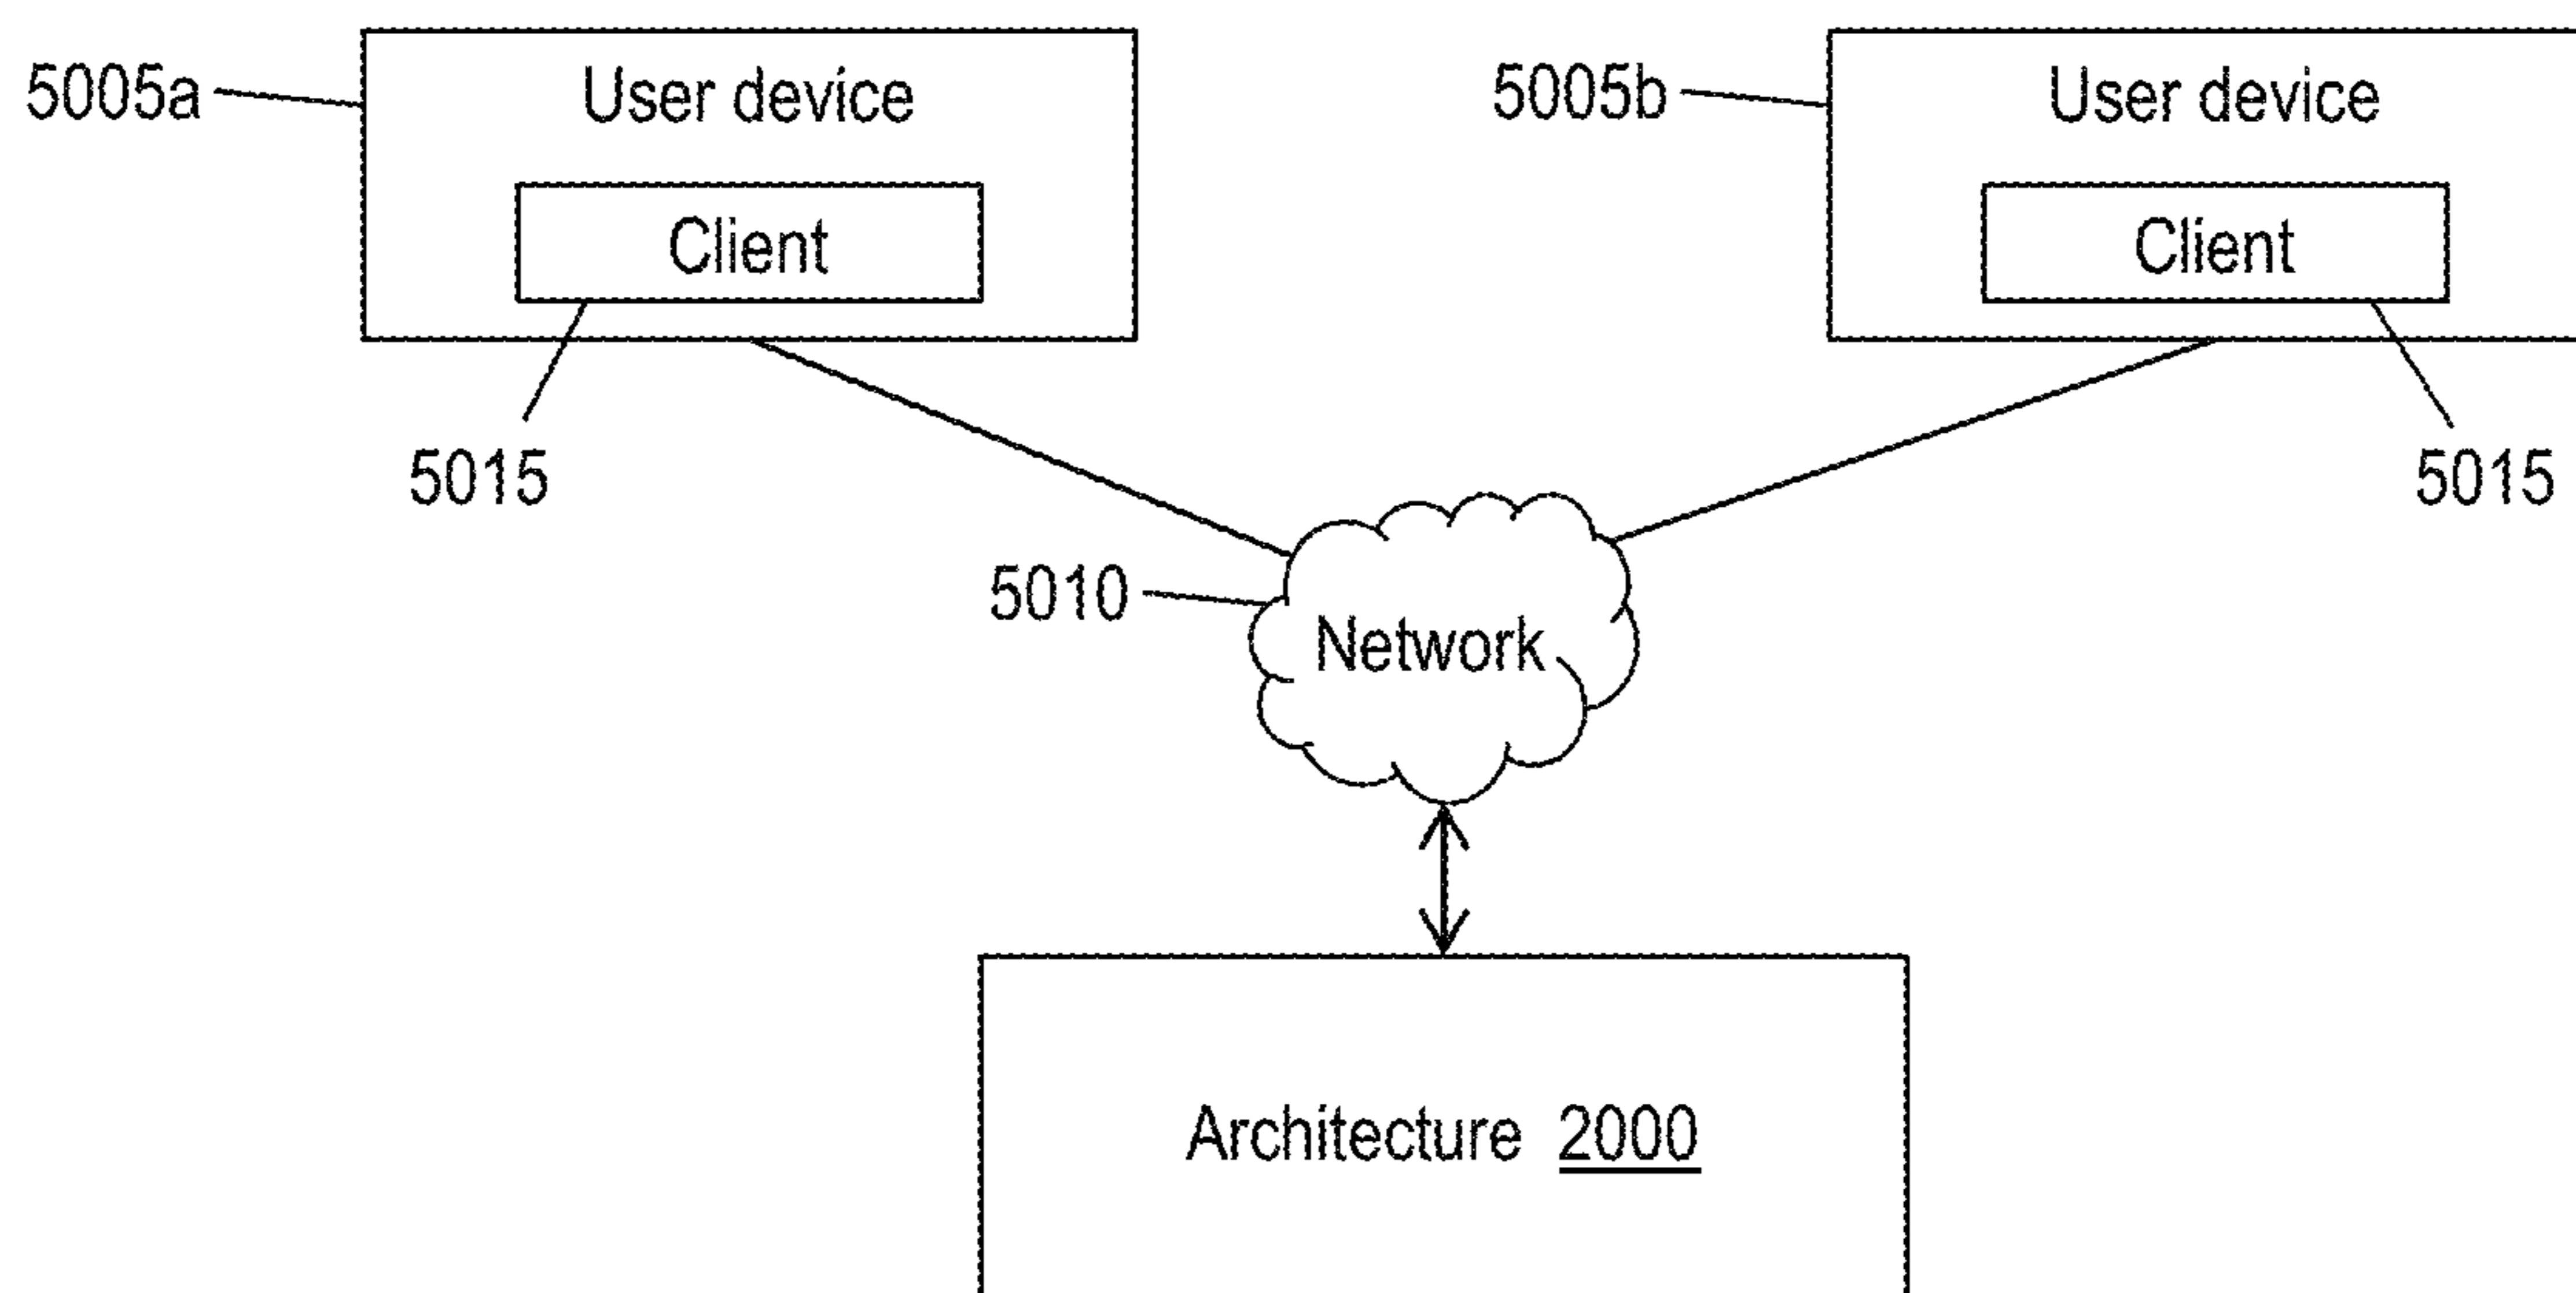 5005a
User device
5005b
User device
Client
Client
5015
5015
5010
Network
Architecture 2000